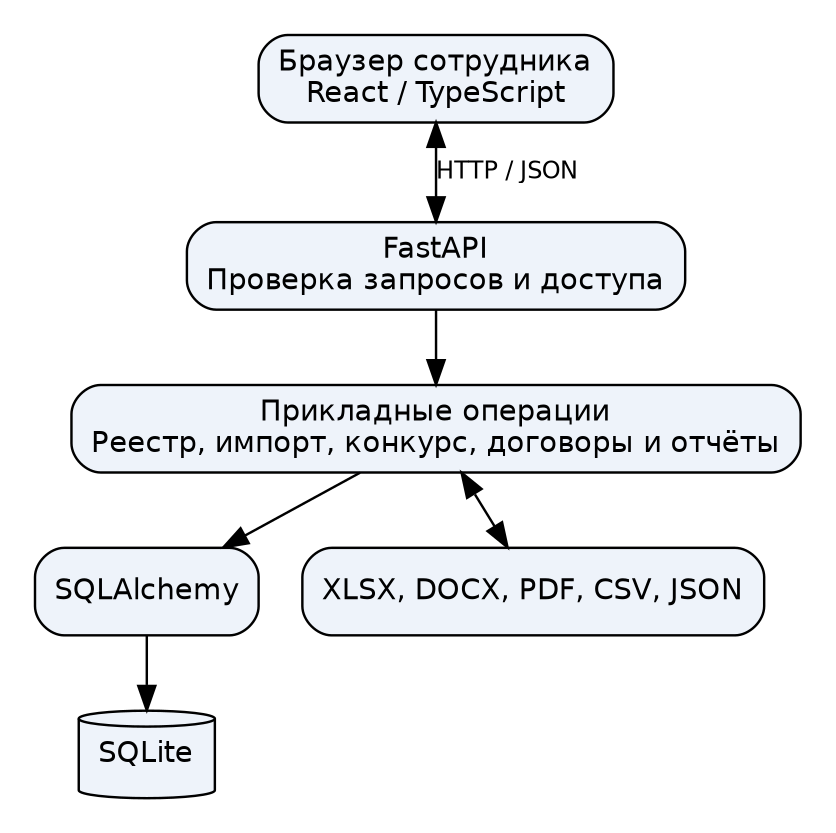 Браузер сотрудника
React / TypeScript
HTTP / JSON
FastAPI
Проверка запросов и доступа
Прикладные операции
Реестр, импорт, конкурс, договоры и отчёты
SQLAlchemy
XLSX, DOCX, PDF, CSV, JSON
SQLite